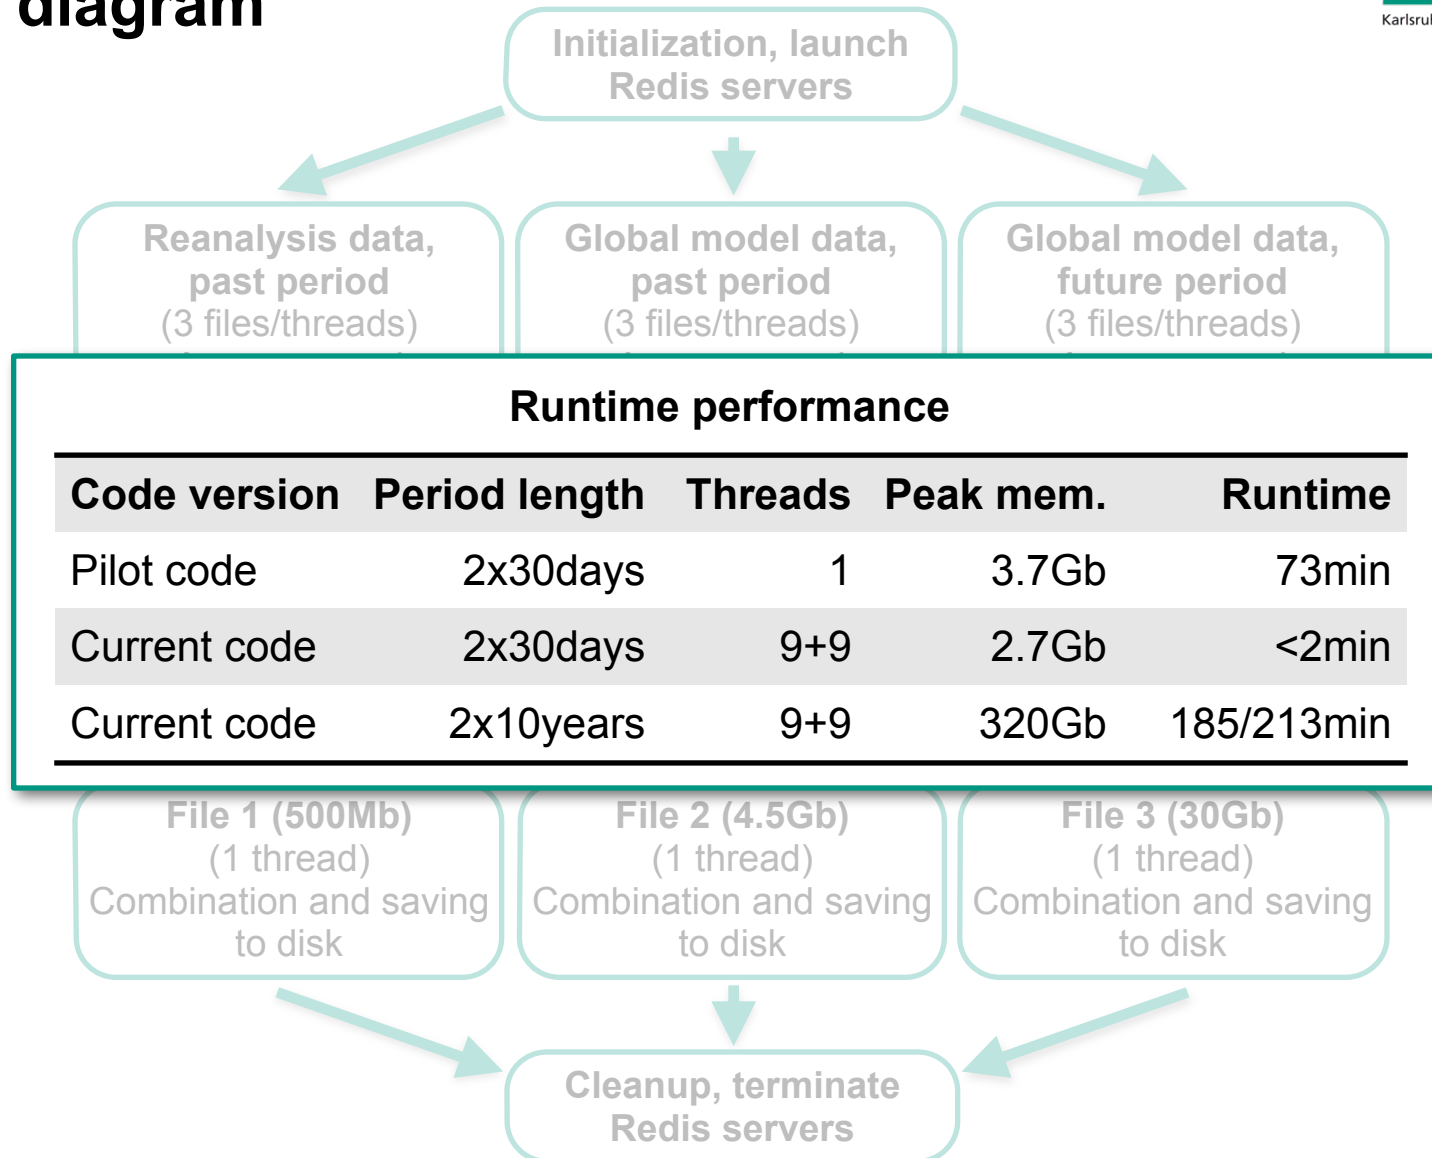 diagram
Karlsru
Initialization, launch
Redis servers
Reanalysis data,
past period
(3 files/threads)
Global model data,
past period
(3 files/threads)
Global model data,
future period
(3 files/threads)
Runtime performance
Code version Period length Threads Peak mem. Runtime
Pilot code 2x30days 1 3.7Gb 73min
Current code 2x30days 9+9 2.7Gb <2min
Current code 2x10years 9+9 320Gb 185/213min
File 1 (500Mb)
(1 thread)
Combination and saving
to disk
File 2 (4.5Gb)
(1 thread)
Combination and saving
to disk
File 3 (30Gb)
(1 thread)
Combination and saving
to disk
Cleanup, terminate
Redis servers